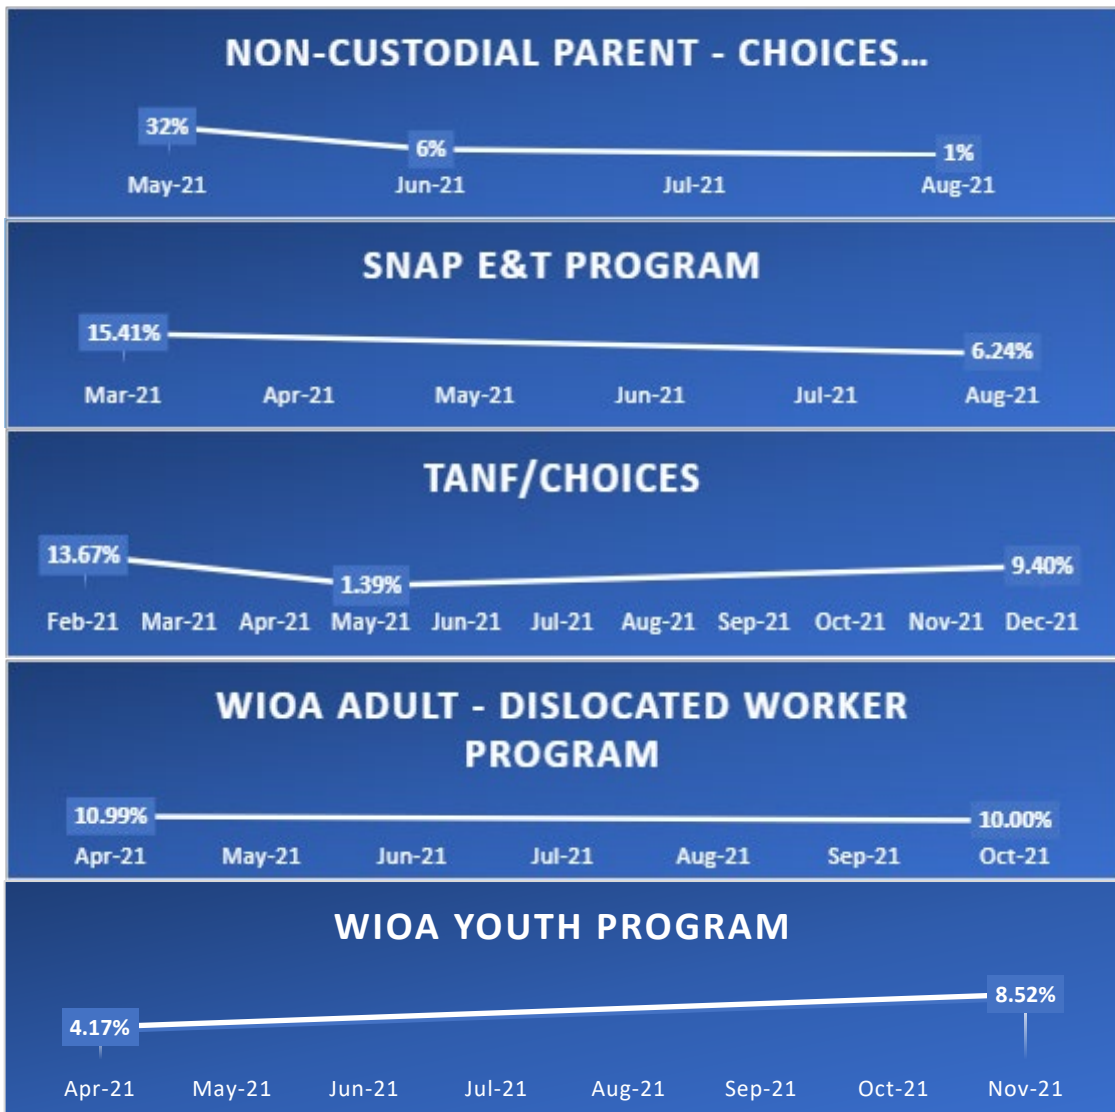 NON-CUSTODIAL PARENT - CHOICES...
32%
6%
1%
May-21 Jun-21 Jul-21 Aug-21
SNAP E&T PROGRAM
15.41%
6.24%
Mar-21 Apr-21 May-21 Jun-21 Jul-21 Aug-21
TANF/CHOICES
13.67%
1.39%
9.40%
Feb-21 Mar-21 Apr-21 May-21 Jun-21 Jul-21 Aug-21 Sep-21 Oct-21 Nov-21 Dec-21
WIOA ADULT - DISLOCATED WORKER
PROGRAM
10.99%
10.00%
Apr-21 May-21 Jun-21 Jul-21 Aug-21 Sep-21 Oct-21
WIOA YOUTH PROGRAM
4.17%
8.52%
Apr-21 May-21 Jun-21 Jul-21 Aug-21 Sep-21 Oct-21 Nov-21